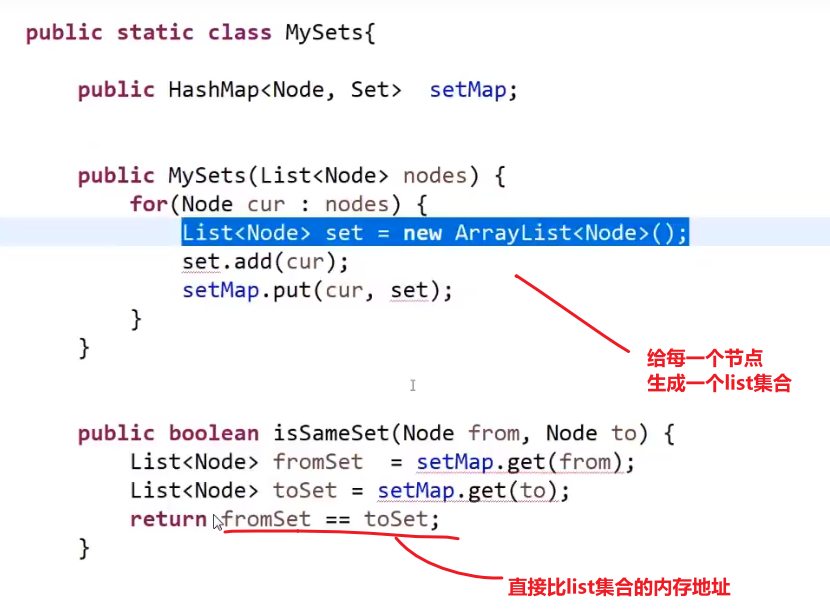 public static class MySets{
public HashMap<Node, Set> setMap;
public MySets(List<Node> nodes) {
for(Node cur : nodes) {
List<Node> set = new ArrayList<Node>();
set.add(cur);
setMap.put(cur, set);
}
}
给每一个节点
生成一个list集合
public boolean isSameSet(Node from, Node to) {
List<Node> fromSet = setMap.get(from);
List<Node> toSet = setMap.get(to);
return fromSet == toSet;
}
直接比list集合的内存地址